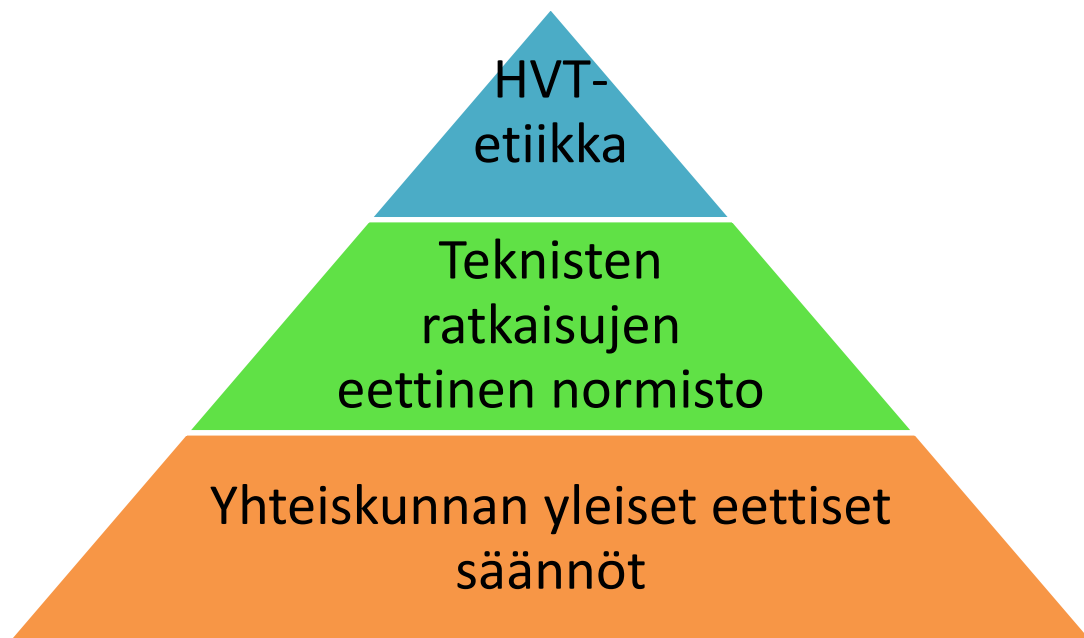 HVT-
etiikka
Teknisten
ratkaisujen
eettinen normisto
Yhteiskunnan yleiset eettiset
säännöt